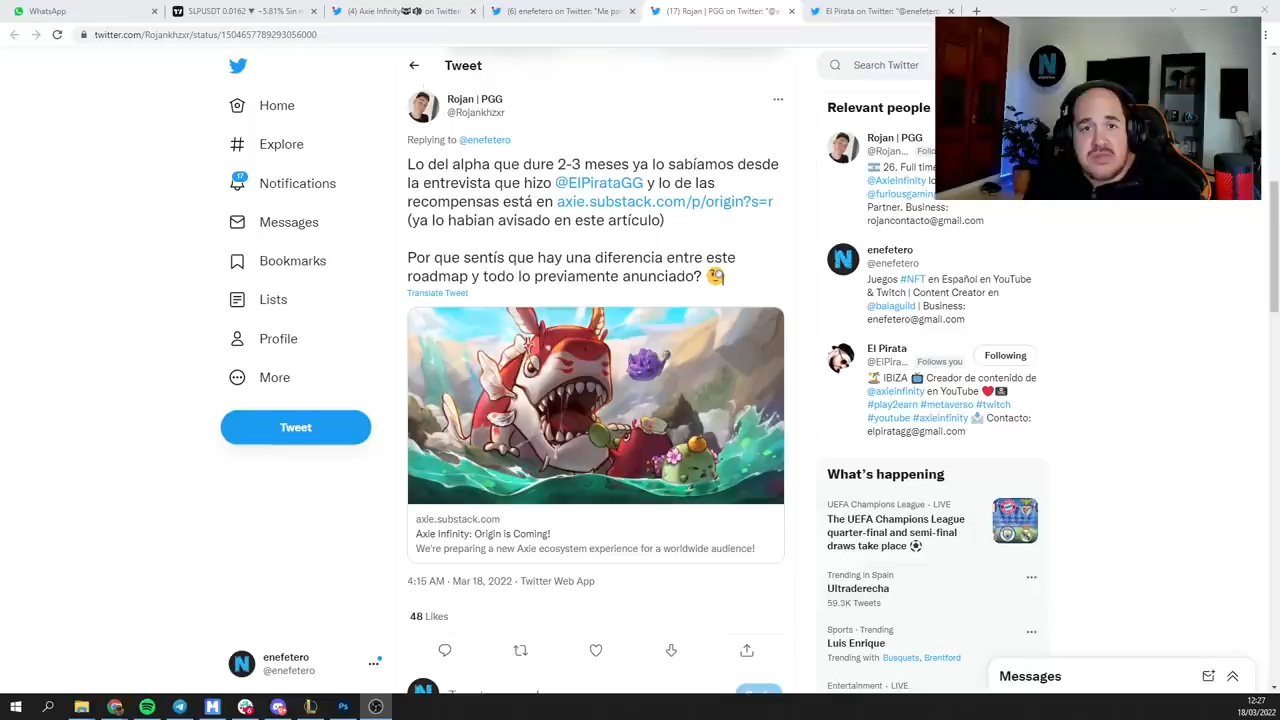 WhatsApp
SLPUSDT 0.0162 ▼ −5.81% Sin n
(4) Axie Infinity
on Twitter:
(6) enefetero on Twitter: "Me pa
(17) Rojan | PGG on Twitter: "@e
El Pirata on Twitter: "@enefetero
twitter.com/Rojankhzxr/status/1504657789293056000
Home
Explore
17
Notifications
Messages
Bookmarks
Lists
Profile
More
Tweet
enefetero
@enefetero
Tweet
Rojan | PGG
@Rojankhzxr
Replying to @enefetero
Lo del alpha que dure 2-3 meses ya lo sabíamos desde
la entrevista que hizo @ElPirataGG y lo de las
recompensas está en axie.substack.com/p/origin?s=r
(ya lo habian avisado en este artículo)
Por que sentís que hay una diferencia entre este
roadmap y todo lo previamente anunciado? 🧐
Translate Tweet
axie.substack.com
Axie Infinity: Origin is Coming!
We're preparing a new Axie ecosystem experience for a worldwide audience!
4:15 AM · Mar 18, 2022 · Twitter Web App
48 Likes
Search Twitter
Relevant people
Rojan | PGG
@Rojan...
🇦🇷 26. Full time
@AxieInfinity lo
@furiousgaming
Partner. Business:
rojancontacto@gmail.com
enefetero
@enefetero
Juegos #NFT en Español en YouTube
& Twitch | Content Creator en
@balaguild | Business:
enefetero@gmail.com
El Pirata
@ElPira... Follows you
Following
🏝️ IBIZA 📺 Creador de contenido de
@axieinfinity en YouTube ❤️🏴‍☠️
#play2earn #metaverso #twitch
#youtube #axieinfinity 📩 Contacto:
elpiratagg@gmail.com
What's happening
UEFA Champions League · LIVE
The UEFA Champions League
quarter-final and semi-final
draws take place ⚽
Trending in Spain
Ultraderecha
59.3K Tweets
Sports · Trending
Luis Enrique
Trending with Busquets, Brentford
Entertainment · LIVE
Messages
12:27
18/03/2022